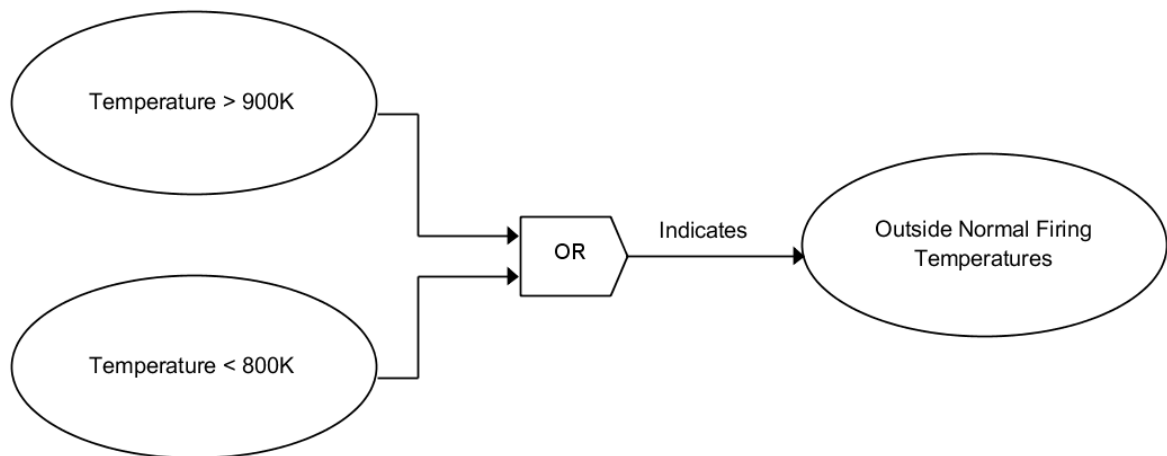 Temperature > 900K
Temperature < 800K
OR
Indicates
Outside Normal Firing
Temperatures